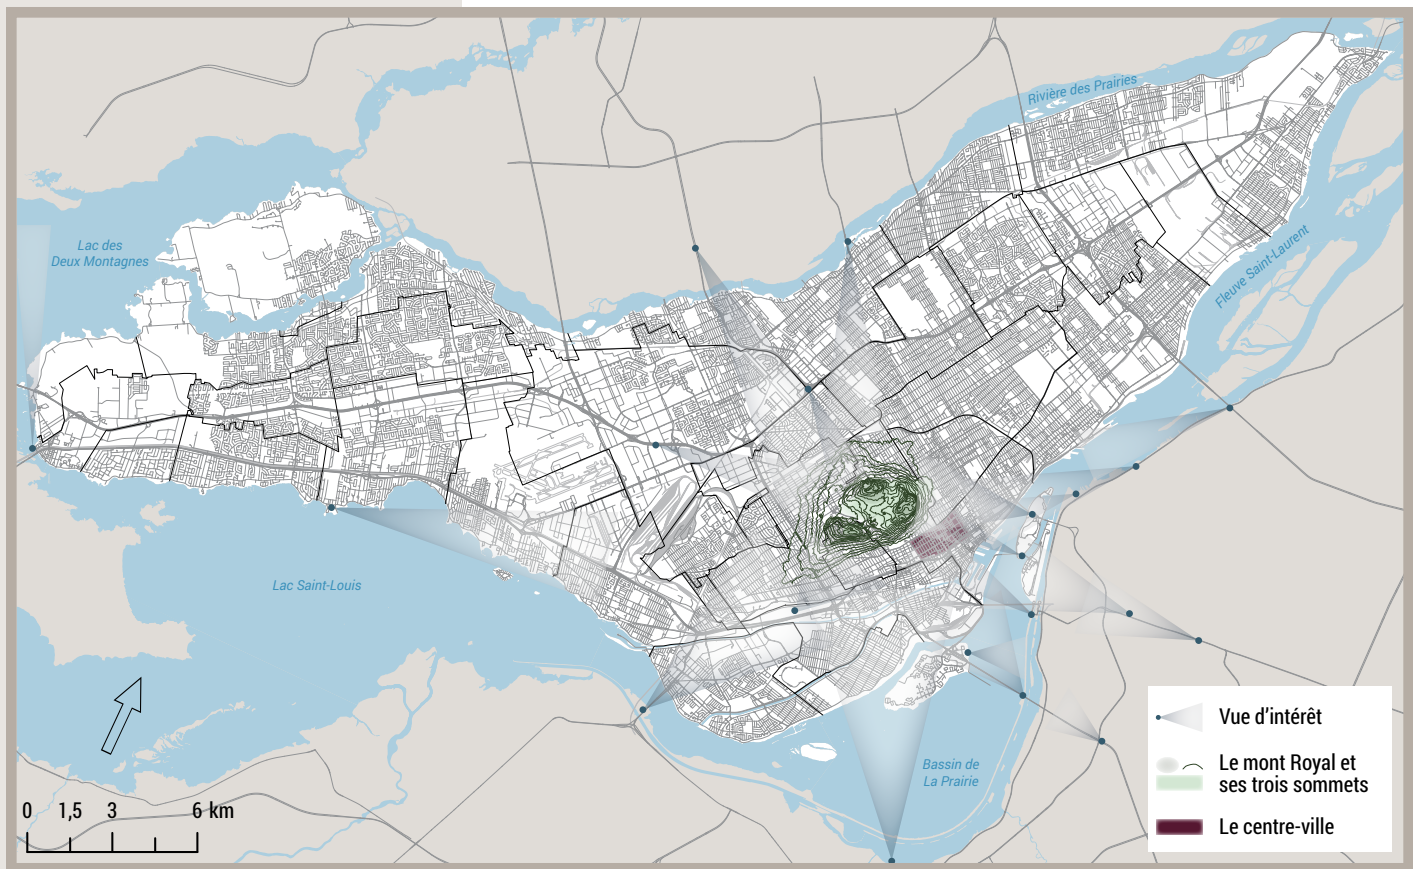 Rivière des Prairies
Lac des
Deux Montagnes
Fleuve Saint-Laurent
Lac Saint-Louis
Bassin de
La Prairie
Vue d'intérêt
Le mont Royal et
ses trois sommets
Le centre-ville
0 1,5 3 6 km